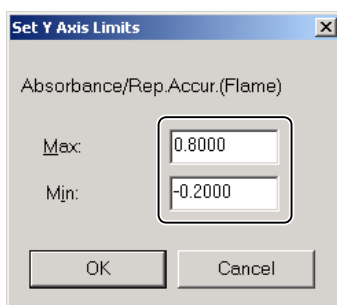 Set Y Axis Limits
Absorbance/Rep.Accur.(Flame)
Max: 0.8000
Min: -0.2000
OK Cancel